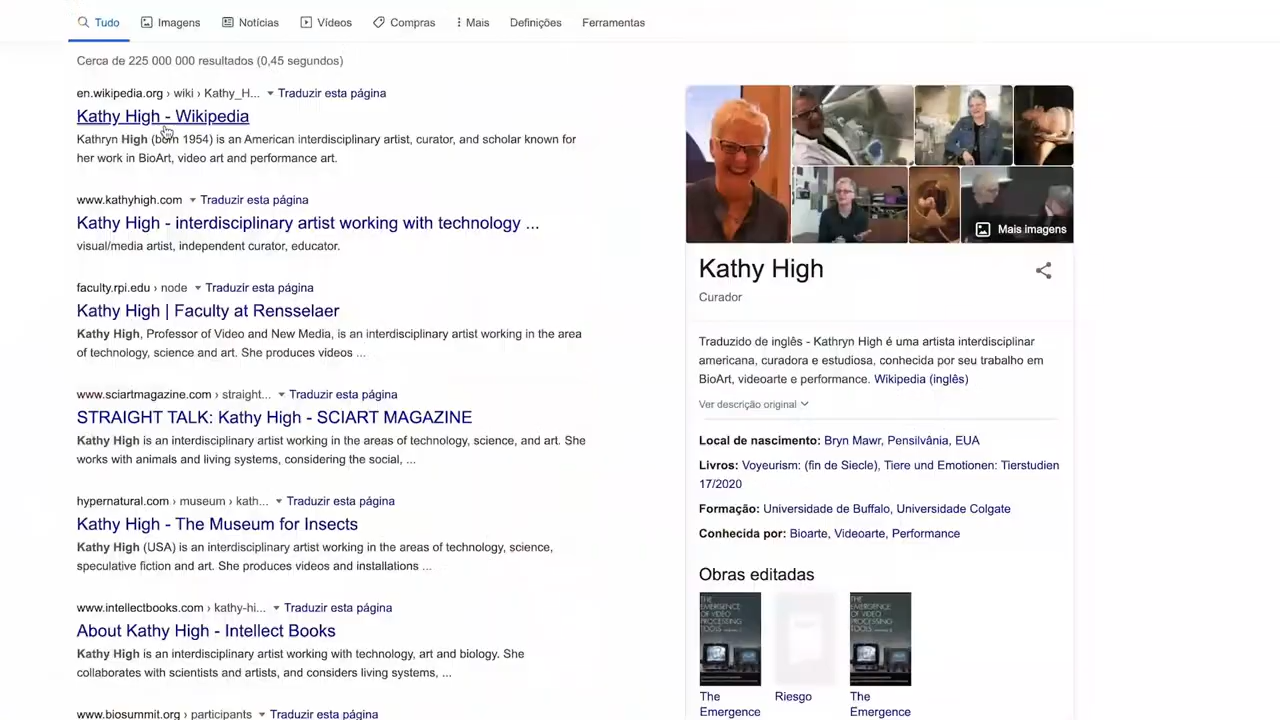 Tudo
Imagens
Notícias
Vídeos
Compras
Mais
Definições
Ferramentas
Cerca de 225 000 000 resultados (0,45 segundos)
en.wikipedia.org › wiki › Kathy_H... Traduzir esta página
Kathy High - Wikipedia
Kathryn High (born 1954) is an American interdisciplinary artist, curator, and scholar known for
her work in BioArt, video art and performance art.
www.kathyhigh.com Traduzir esta página
Kathy High - interdisciplinary artist working with technology ...
visual/media artist, independent curator, educator.
faculty.rpi.edu › node Traduzir esta página
Kathy High | Faculty at Rensselaer
Kathy High, Professor of Video and New Media, is an interdisciplinary artist working in the area
of technology, science and art. She produces videos ...
www.sciartmagazine.com › straight... Traduzir esta página
STRAIGHT TALK: Kathy High - SCIART MAGAZINE
Kathy High is an interdisciplinary artist working in the areas of technology, science, and art. She
works with animals and living systems, considering the social, ...
hypernatural.com › museum › kath... Traduzir esta página
Kathy High - The Museum for Insects
Kathy High (USA) is an interdisciplinary artist working in the areas of technology, science,
speculative fiction and art. She produces videos and installations ...
www.intellectbooks.com › kathy-hi... Traduzir esta página
About Kathy High - Intellect Books
Kathy High is an interdisciplinary artist working with technology, art and biology. She
collaborates with scientists and artists, and considers living systems, ...
www.biosummit.org › participants Traduzir esta página
Mais imagens
Kathy High
Curador
Traduzido de inglês - Kathryn High é uma artista interdisciplinar
americana, curadora e estudiosa, conhecida por seu trabalho em
BioArt, videoarte e performance. Wikipedia (inglês)
Ver descrição original
Local de nascimento: Bryn Mawr, Pensilvânia, EUA
Livros: Voyeurism: (fin de Siecle), Tiere und Emotionen: Tierstudien
17/2020
Formação: Universidade de Buffalo, Universidade Colgate
Conhecida por: Bioarte, Videoarte, Performance
Obras editadas
THE
EMERGENCE
OF VIDEO
PROCESSING
TOOLS
THE
EMERGENCE
OF VIDEO
PROCESSING
TOOLS
The
Emergence
Riesgo
The
Emergence